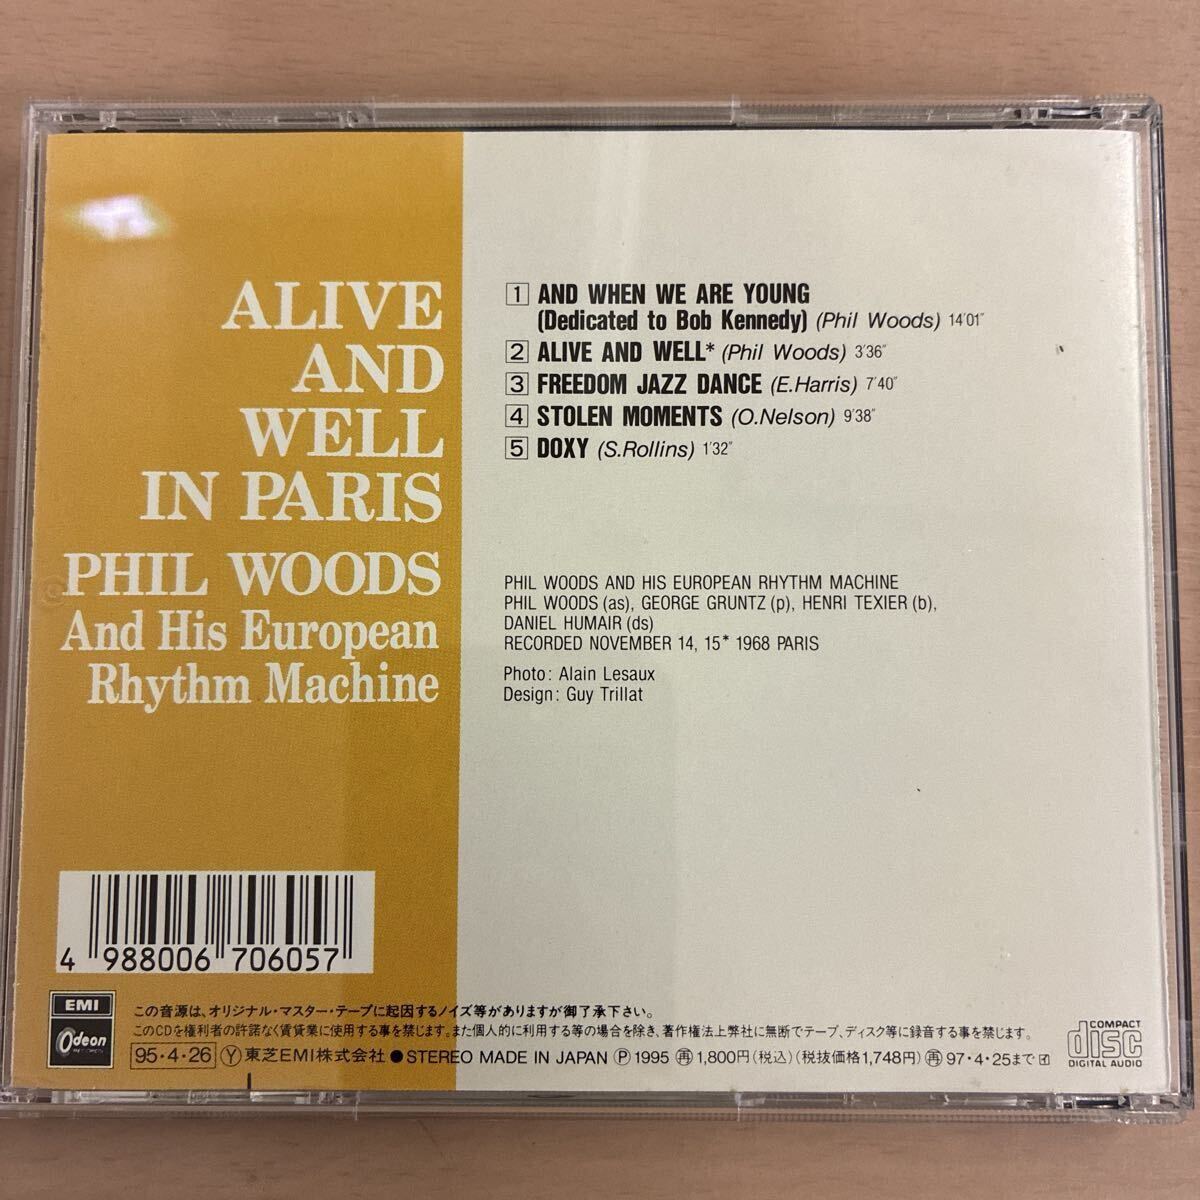 ALIVE
AND
WELL
IN PARIS
PHIL WOODS
And His European
Rhythm Machine
1 AND WHEN WE ARE YOUNG
(Dedicated to Bob Kennedy) (Phil Woods) 14'01"
2 ALIVE AND WELL* (Phil Woods) 3'36"
3 FREEDOM JAZZ DANCE (E.Harris) 7'40"
4 STOLEN MOMENTS (O.Nelson) 9'38"
5 DOXY (S.Rollins) 1'32"
PHIL WOODS AND HIS EUROPEAN RHYTHM MACHINE
PHIL WOODS (as), GEORGE GRUNTZ (p), HENRI TEXIER (b),
DANIEL HUMAIR (ds)
RECORDED NOVEMBER 14, 15* 1968 PARIS
Photo: Alain Lesaux
Design: Guy Trillat
4 988006 706057
EMI
Odeon
この音源は、オリジナル・マスター・テープに起因するノイズ等がありますが御了承下さい。
このCDを権利者の許諾なく賃貸業に使用する事を禁じます。また個人的に利用する等の場合を除き、著作権法上弊社に無断でテープ、ディスク等に録音する事を禁じます。
95・4・26 Ⓨ 東芝EMI株式会社 ●STEREO MADE IN JAPAN Ⓟ 1995 再 1,800円(税込)(税抜価格1,748円) 再 97・4・25まで
COMPACT
disc
DIGITAL AUDIO